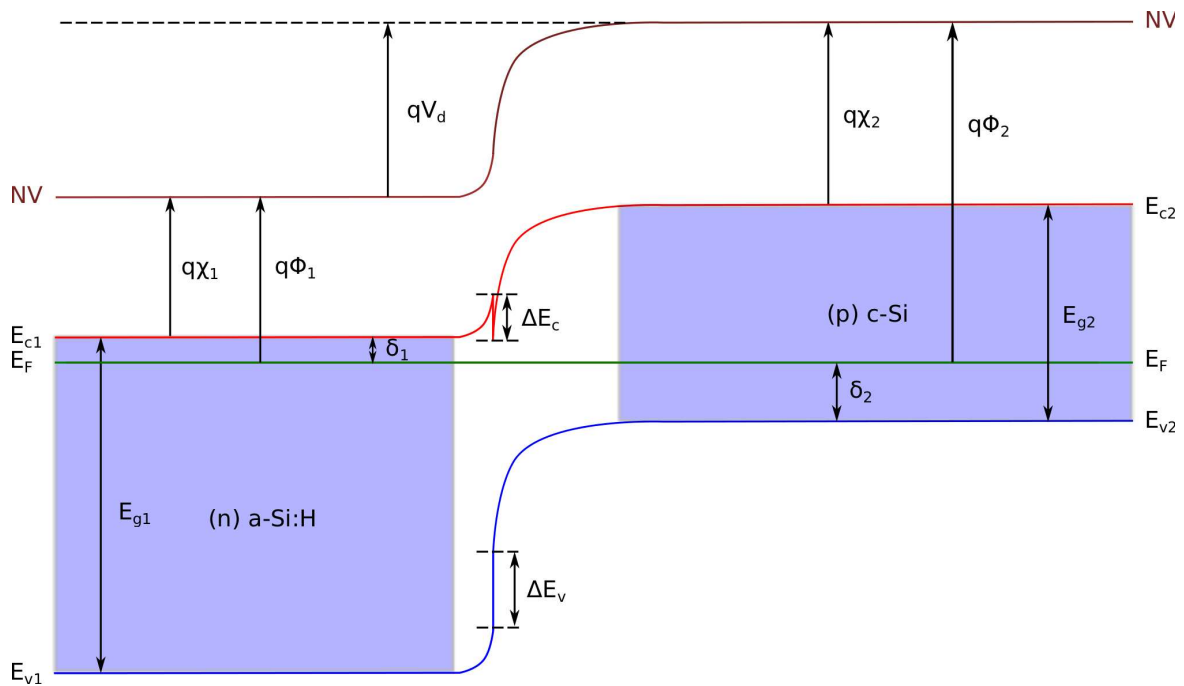 NV
qV_d
qχ₂
qΦ₂
NV
E_c2
qχ₁
qΦ₁
ΔE_c
(p) c-Si
E_g2
E_c1
δ₁
E_F
E_F
δ₂
E_v2
E_g1
(n) a-Si:H
ΔE_v
E_v1